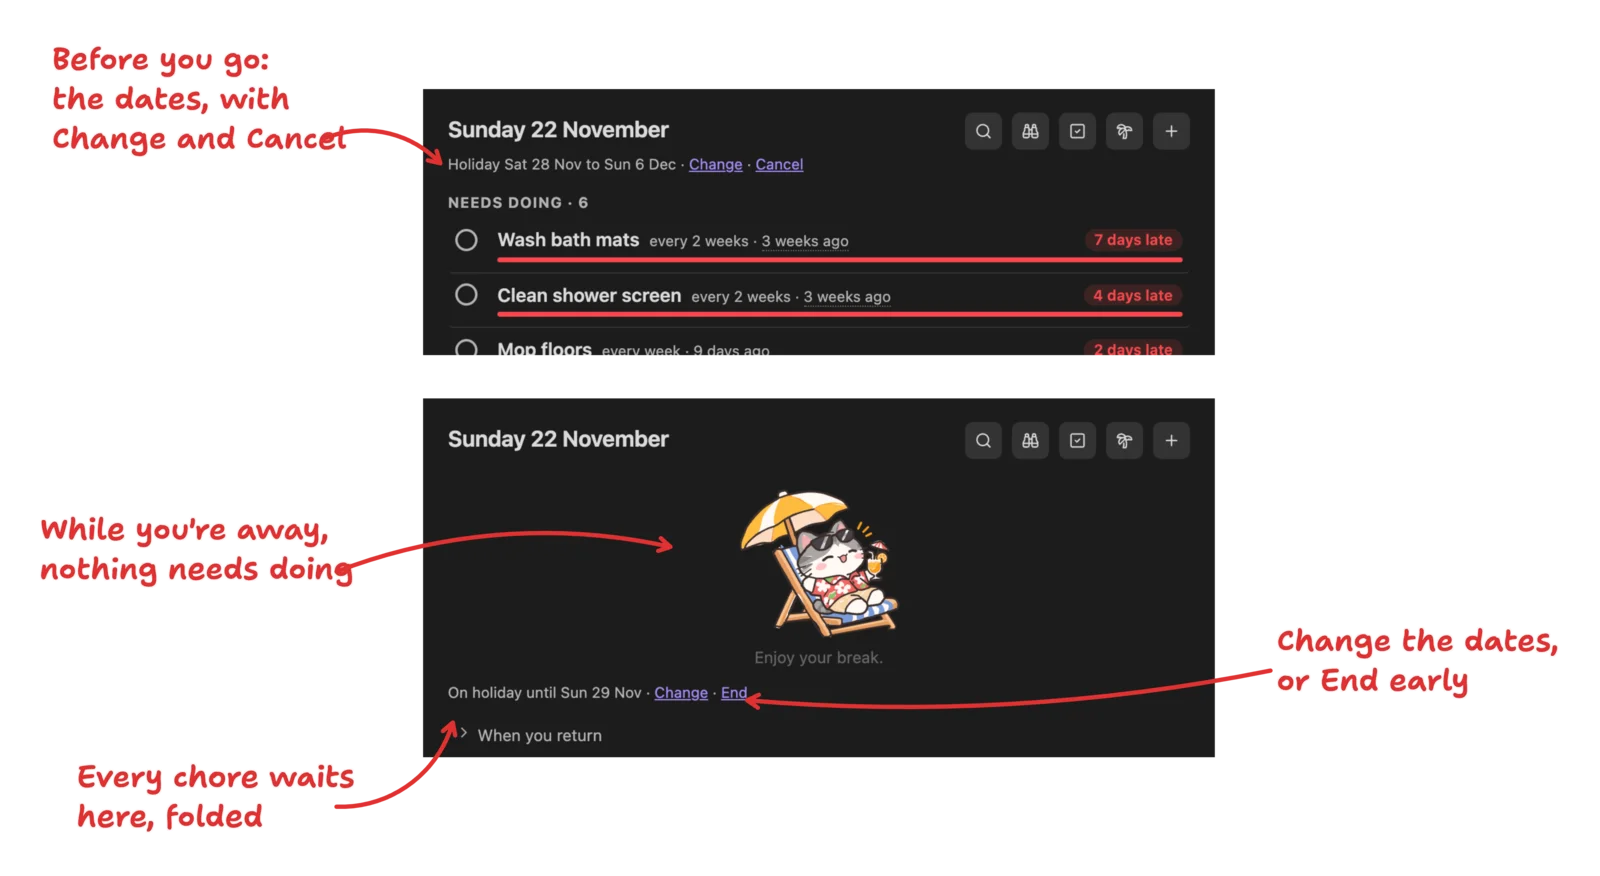 Before you go:
the dates, with
Change and Cancel
Sunday 22 November
Holiday Sat 28 Nov to Sun 6 Dec · Change · Cancel
NEEDS DOING · 6
Wash bath mats every 2 weeks · 3 weeks ago 7 days late
Clean shower screen every 2 weeks · 3 weeks ago 4 days late
Mop floors every week · 9 days ago 2 days late
Sunday 22 November
While you're away,
nothing needs doing
Enjoy your break.
Change the dates,
or End early
On holiday until Sun 29 Nov · Change · End
When you return
Every chore waits
here, folded